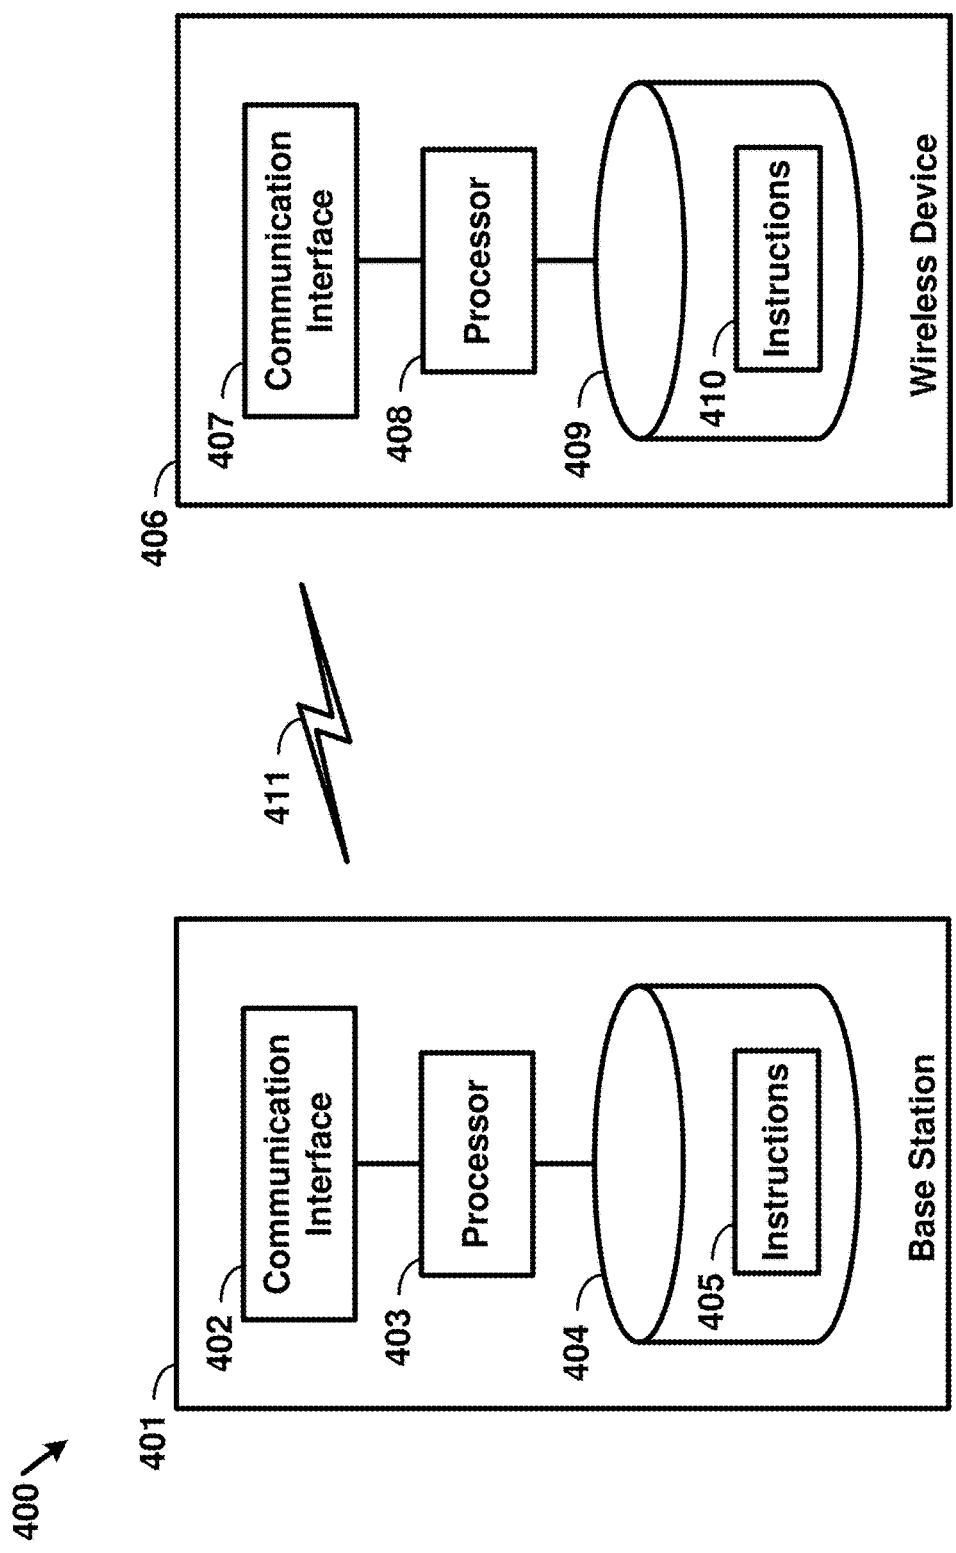 400
401
402
Communication
Interface
403
Processor
404
405
Instructions
Base Station
411
406
407
Communication
Interface
408
Processor
409
410
Instructions
Wireless Device